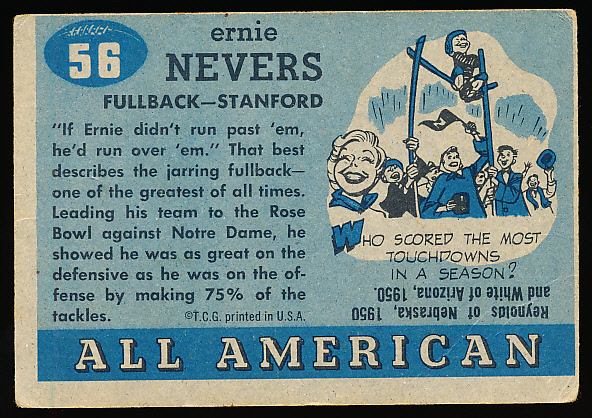 56
ernie
NEVERS
FULLBACK—STANFORD
"If Ernie didn't run past 'em,
he'd run over 'em." That best
describes the jarring fullback—
one of the greatest of all times.
Leading his team to the Rose
Bowl against Notre Dame, he
showed he was as great on the
defensive as he was on the of-
fense by making 75% of the
tackles.
©T.C.G. printed in U.S.A.
WHO SCORED THE MOST
TOUCHDOWNS
IN A SEASON?
Reynolds of Nebraska, 1950
and White of Arizona, 1950.
ALL AMERICAN